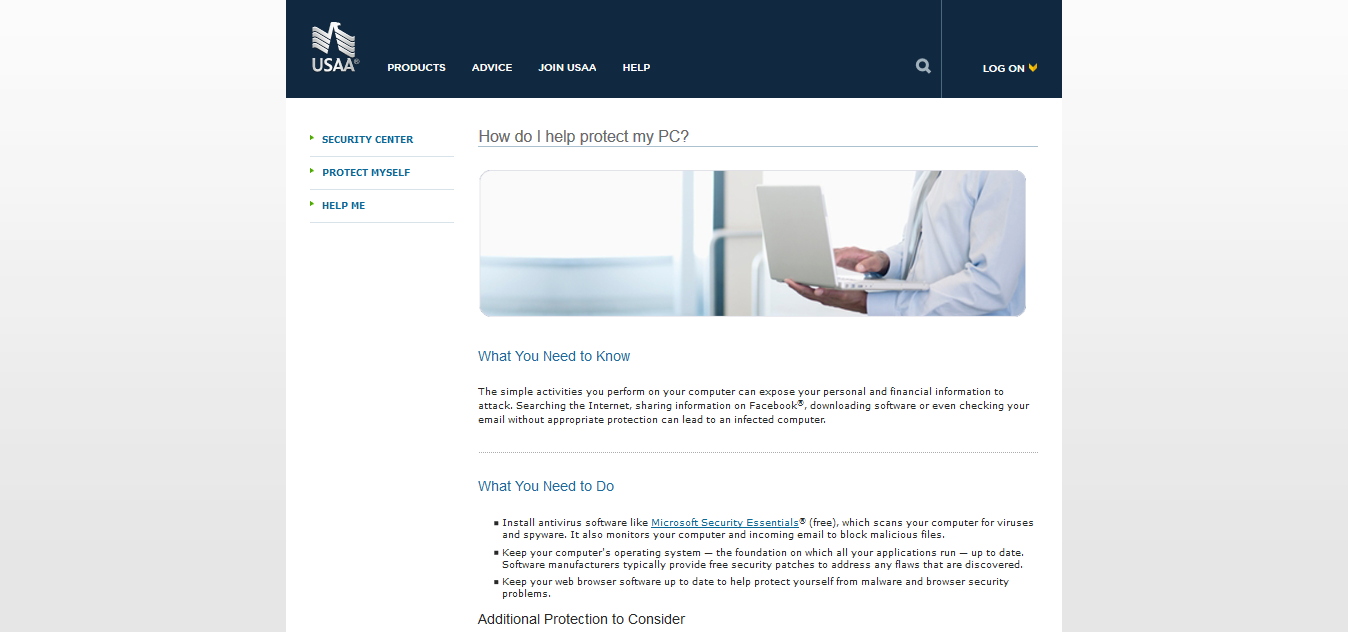 USAA®
PRODUCTS
ADVICE
JOIN USAA
HELP
LOG ON
SECURITY CENTER
PROTECT MYSELF
HELP ME
How do I help protect my PC?
What You Need to Know
The simple activities you perform on your computer can expose your personal and financial information to
attack. Searching the Internet, sharing information on Facebook®, downloading software or even checking your
email without appropriate protection can lead to an infected computer.
What You Need to Do
Install antivirus software like Microsoft Security Essentials® (free), which scans your computer for viruses
and spyware. It also monitors your computer and incoming email to block malicious files.
Keep your computer's operating system — the foundation on which all your applications run — up to date.
Software manufacturers typically provide free security patches to address any flaws that are discovered.
Keep your web browser software up to date to help protect yourself from malware and browser security
problems.
Additional Protection to Consider